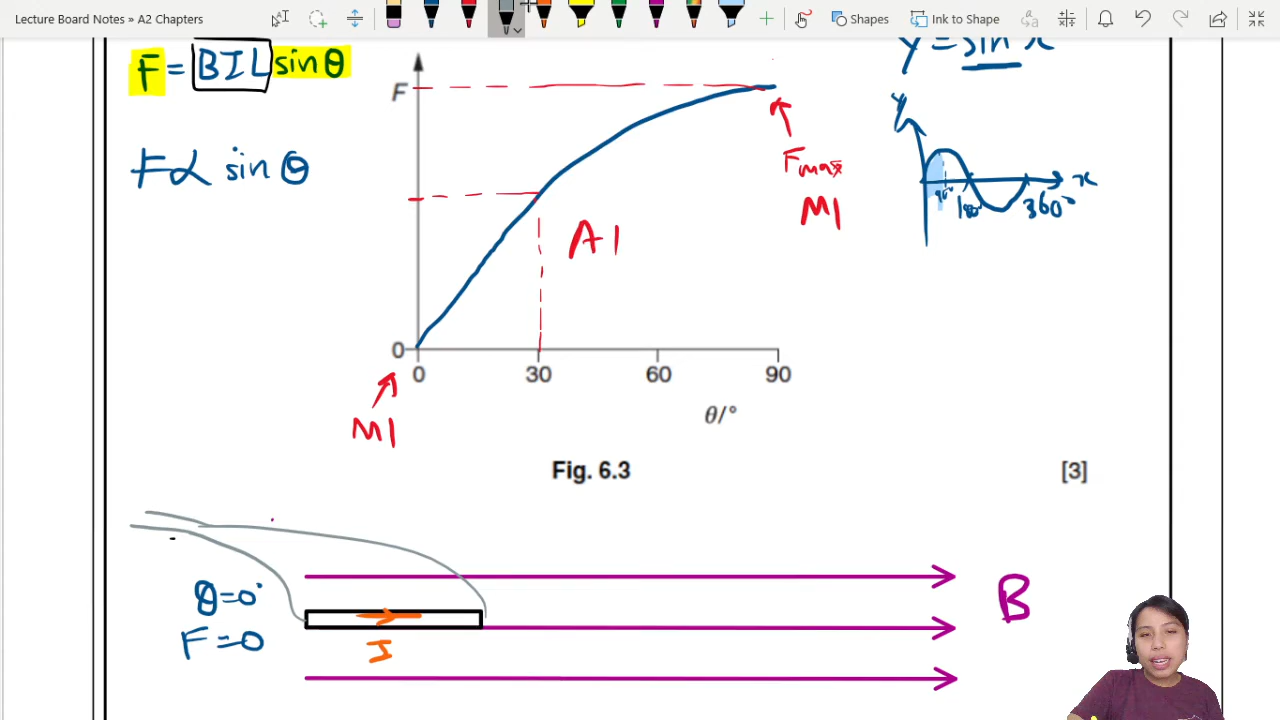 Lecture Board Notes » A2 Chapters
Shapes
Ink to Shape
F = BIL sinθ
F∝ sinθ
F
0
0
30
60
90
θ/°
Fmax
M1
A1
M1
y = sin x
y
x
90°
180°
360°
Fig. 6.3
[3]
θ=0°
F=0
I
B